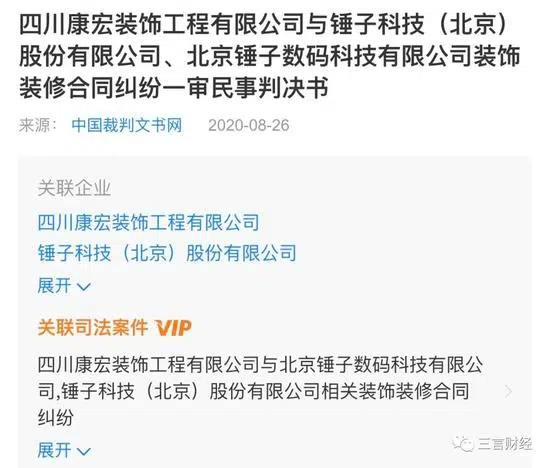 四川康宏装饰工程有限公司与锤子科技（北京）
股份有限公司、北京锤子数码科技有限公司装饰
装修合同纠纷一审民事判决书
来源： 中国裁判文书网 2020-08-26
关联企业
四川康宏装饰工程有限公司
锤子科技（北京）股份有限公司
展开
关联司法案件 VIP
四川康宏装饰工程有限公司与北京锤子数码科技有限公
司,锤子科技（北京）股份有限公司相关装饰装修合同
纠纷
展开
三言财经